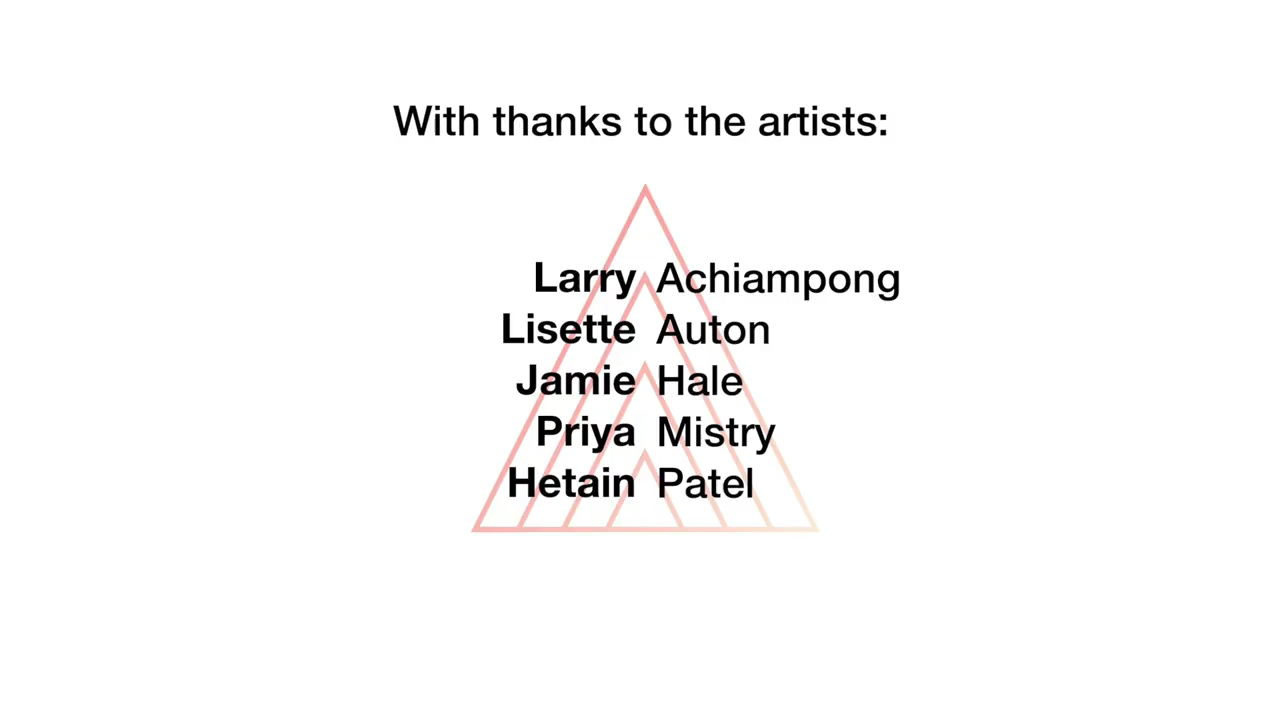 With thanks to the artists:
Larry Achiampong
Lisette Auton
Jamie Hale
Priya Mistry
Hetain Patel